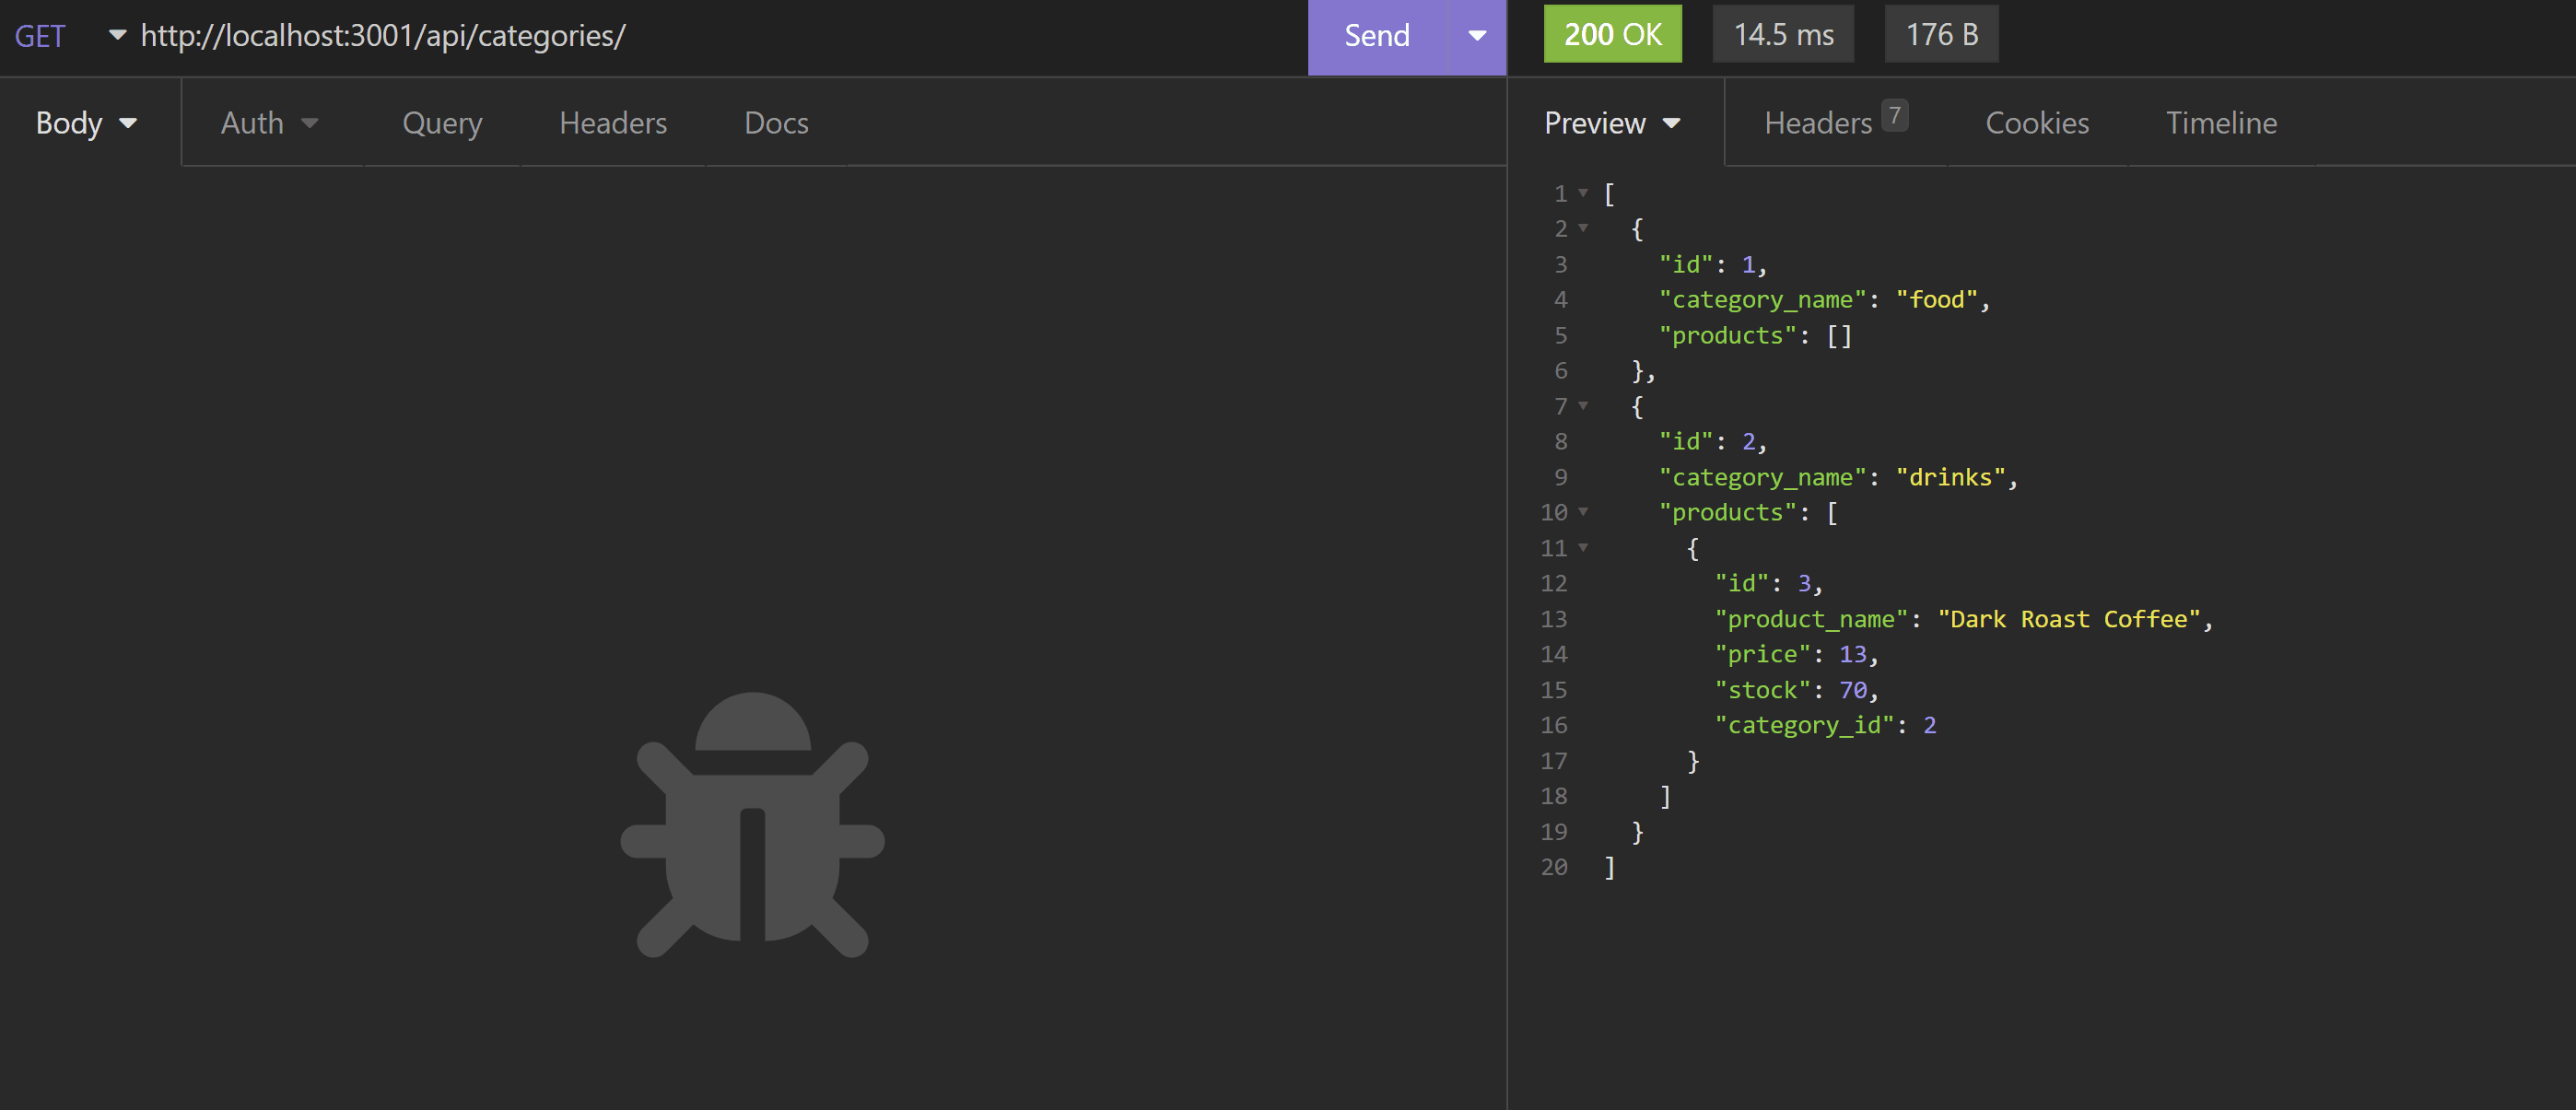 GET http://localhost:3001/api/categories/ Send 200 OK 14.5 ms 176 B
Body Auth Query Headers Docs Preview Headers 7 Cookies Timeline
1 [
2 {
3 "id": 1,
4 "category_name": "food",
5 "products": []
6 },
7 {
8 "id": 2,
9 "category_name": "drinks",
10 "products": [
11 {
12 "id": 3,
13 "product_name": "Dark Roast Coffee",
14 "price": 13,
15 "stock": 70,
16 "category_id": 2
17 }
18 ]
19 }
20 ]